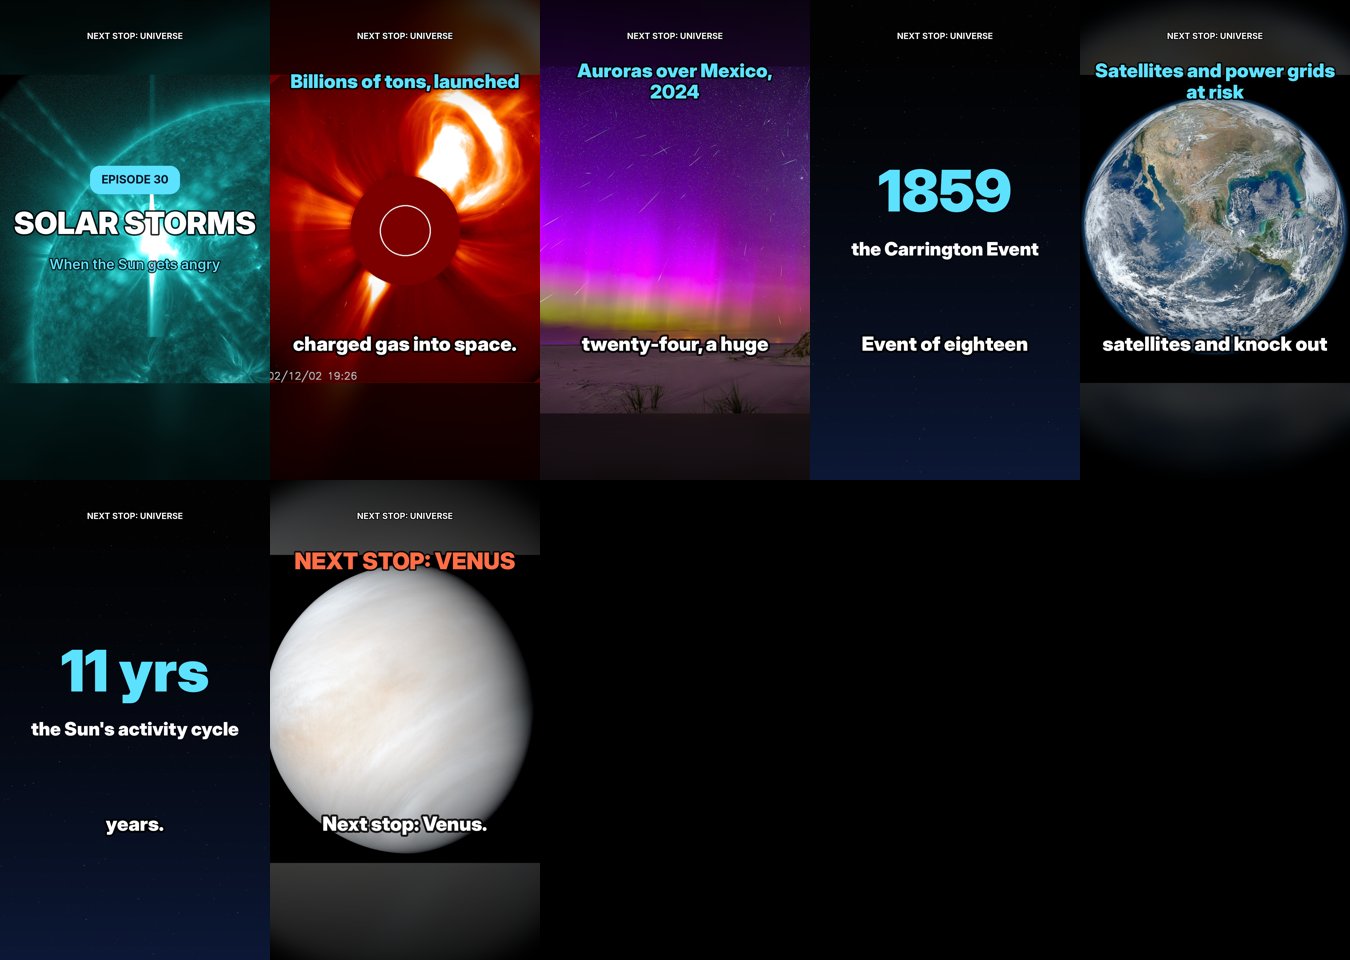 NEXT STOP: UNIVERSE
EPISODE 30
SOLAR STORMS
When the Sun gets angry
NEXT STOP: UNIVERSE
Billions of tons, launched
charged gas into space.
02/12/02 19:26
NEXT STOP: UNIVERSE
Auroras over Mexico,
2024
twenty-four, a huge
NEXT STOP: UNIVERSE
1859
the Carrington Event
Event of eighteen
NEXT STOP: UNIVERSE
Satellites and power grids
at risk
satellites and knock out
NEXT STOP: UNIVERSE
11 yrs
the Sun's activity cycle
years.
NEXT STOP: UNIVERSE
NEXT STOP: VENUS
Next stop: Venus.